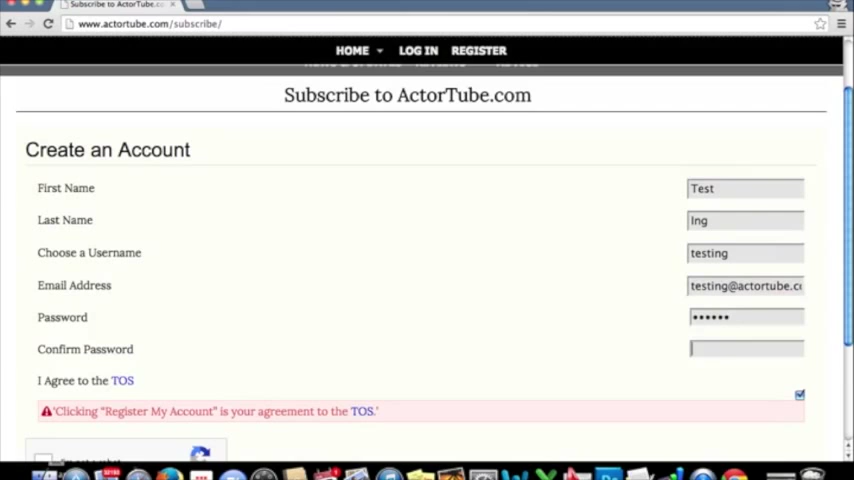 Subscribe to ActorTube.co
www.actortube.com/subscribe/
HOME LOG IN REGISTER
Subscribe to ActorTube.com
Create an Account
First Name Test
Last Name Ing
Choose a Username testing
Email Address testing@actortube.c
Password ••••••
Confirm Password
I Agree to the TOS
'Clicking "Register My Account" is your agreement to the TOS.'